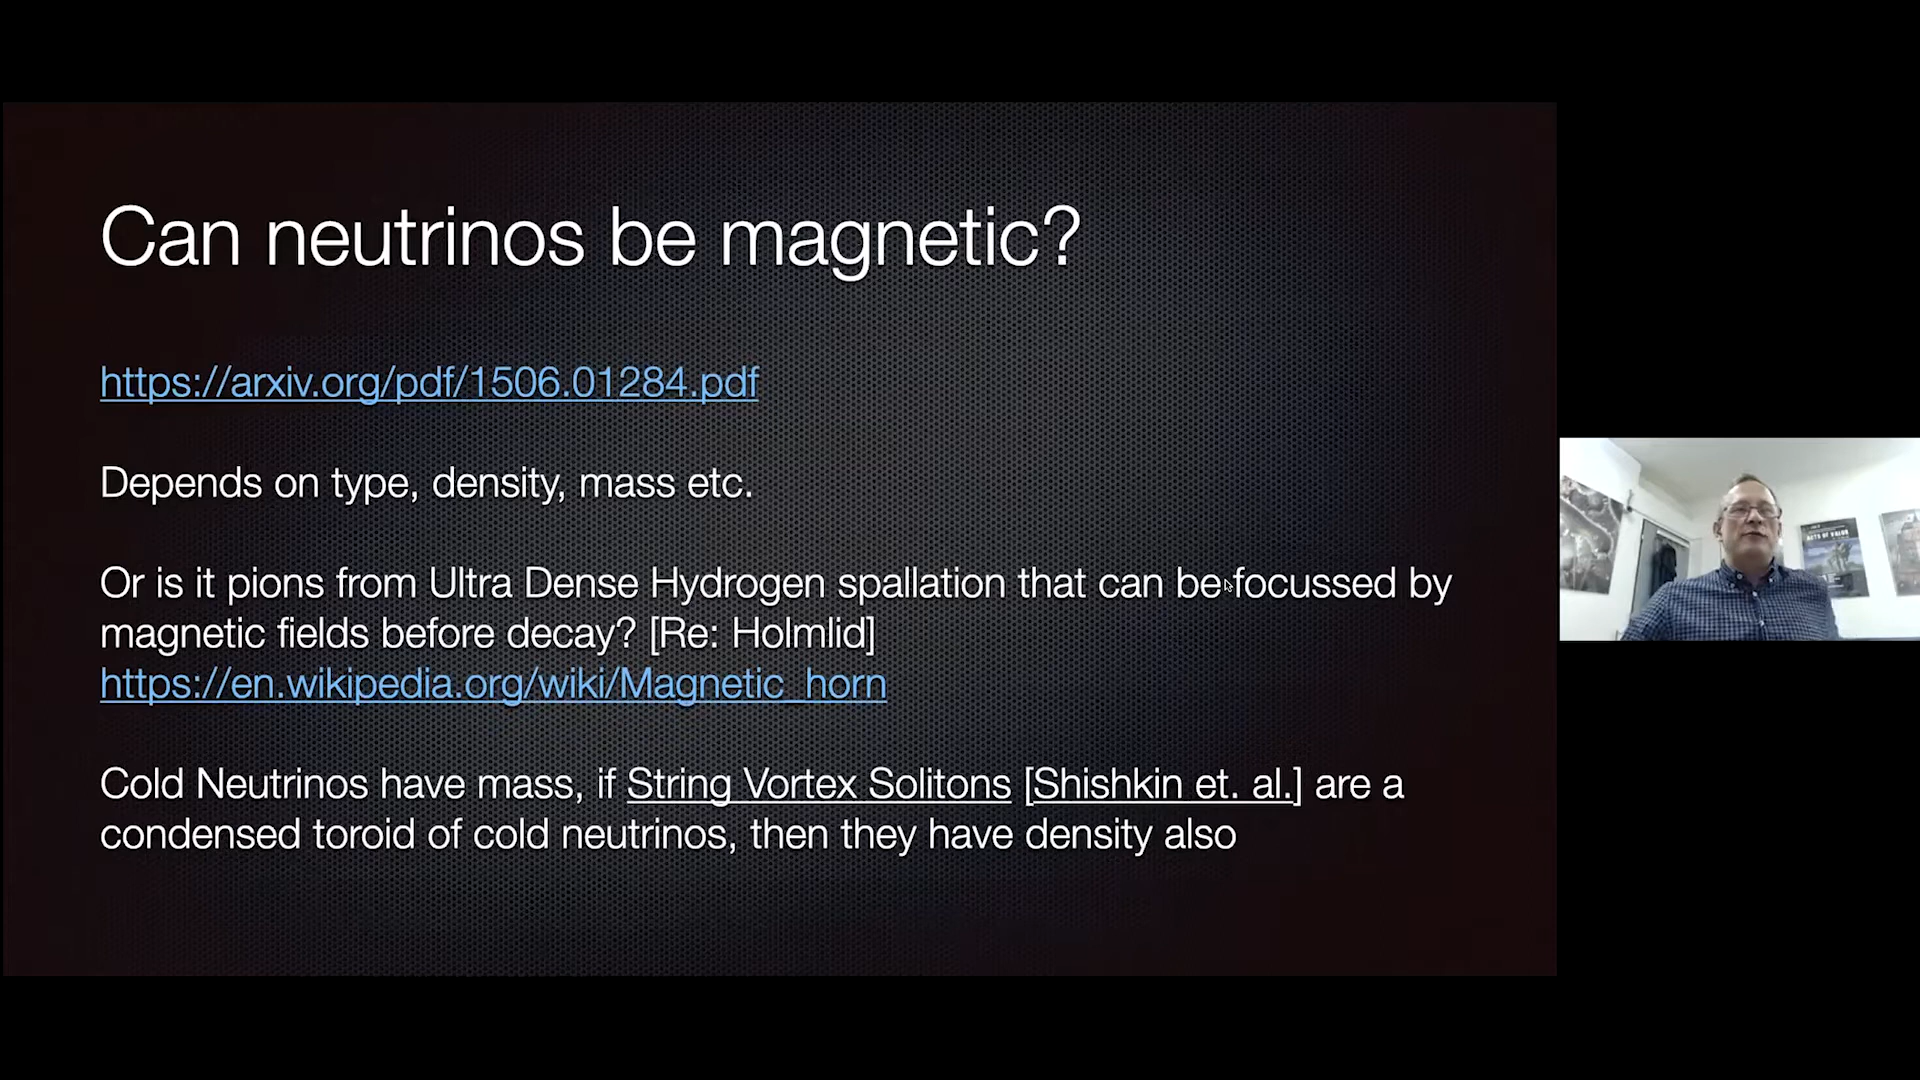 Can neutrinos be magnetic?
https://arxiv.org/pdf/1506.01284.pdf
Depends on type, density, mass etc.
Or is it pions from Ultra Dense Hydrogen spallation that can be focussed by
magnetic fields before decay? [Re: Holmlid]
https://en.wikipedia.org/wiki/Magnetic_horn
Cold Neutrinos have mass, if String Vortex Solitons [Shishkin et. al.] are a
condensed toroid of cold neutrinos, then they have density also